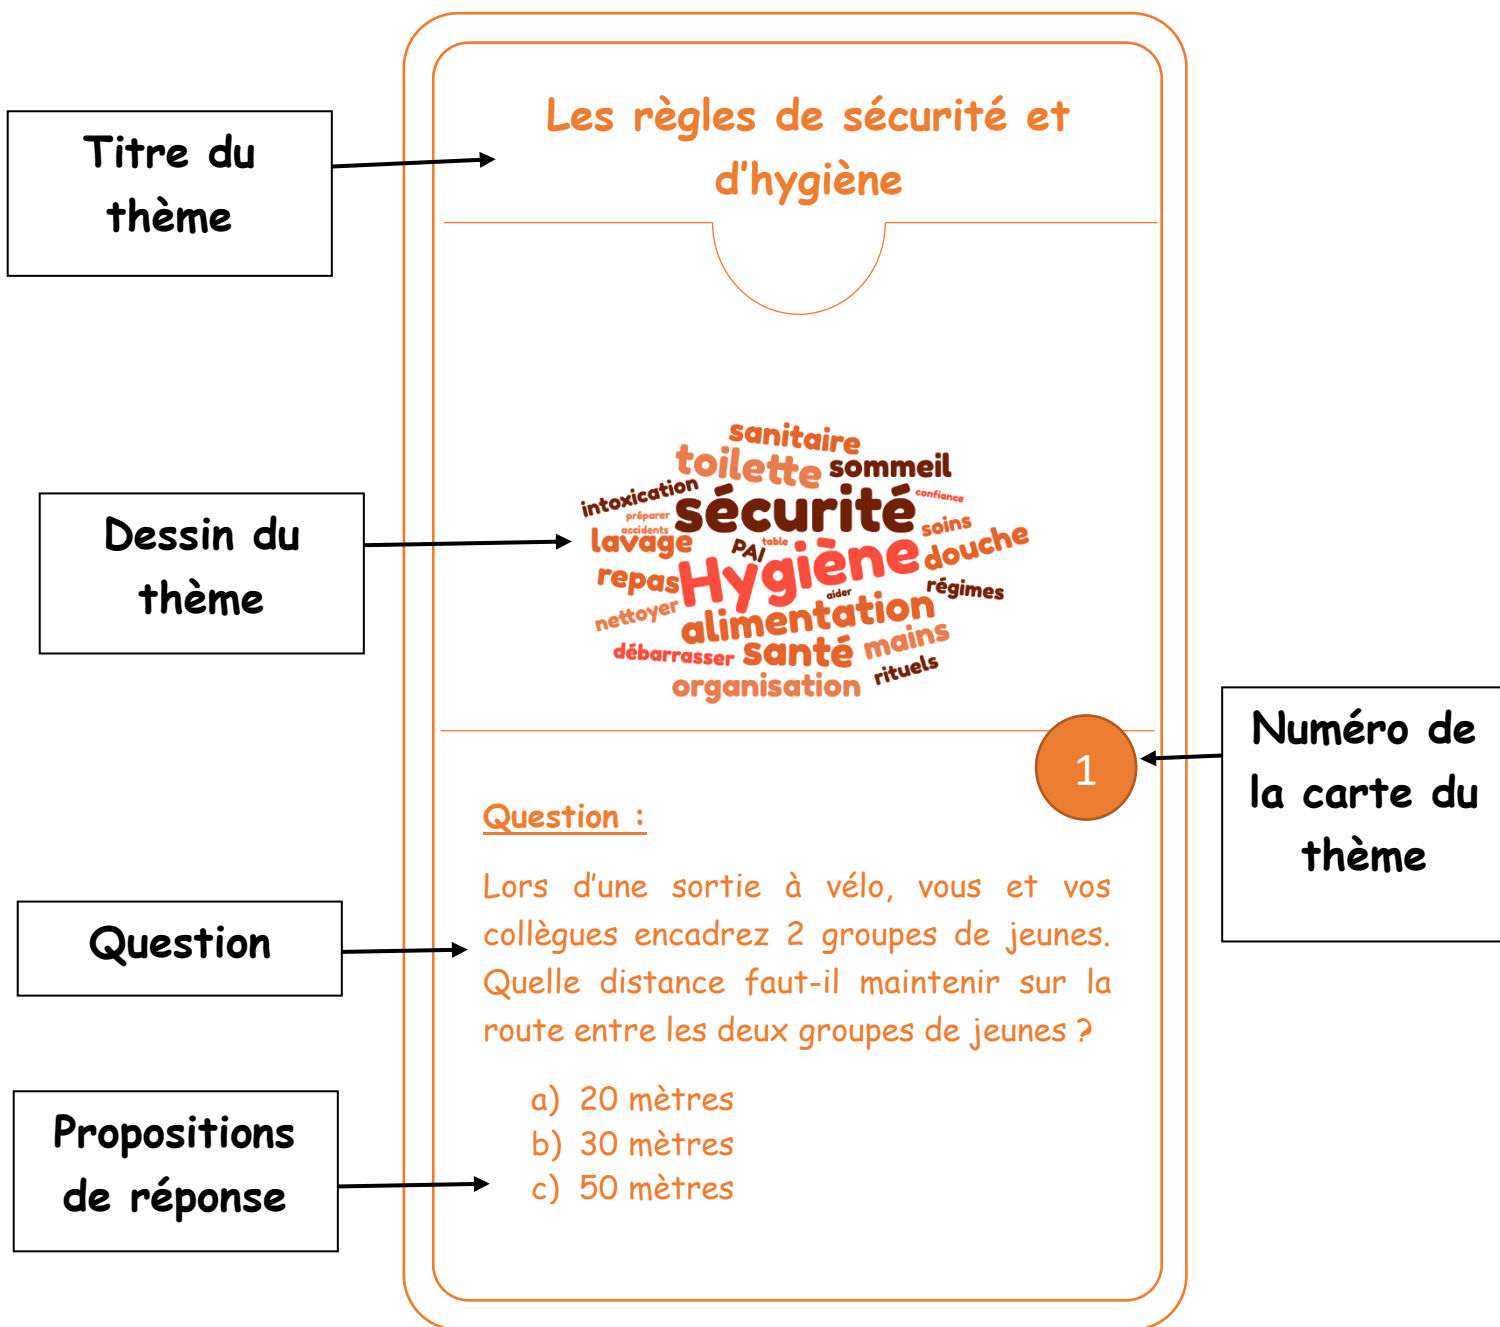 Les règles de sécurité et
d'hygiène
Titre du
thème
sanitaire
toilette
sommeil
intoxication
confiance
préparer
sécurité
accidents
soins
lavage
PAI
table
Hygiène
douche
repas
régimes
aider
nettoyer
alimentation
mains
débarrasser
santé
rituels
organisation
Dessin du
thème
1
Numéro de
la carte du
thème
Question :
Lors d'une sortie à vélo, vous et vos
collègues encadrez 2 groupes de jeunes.
Quelle distance faut-il maintenir sur la
route entre les deux groupes de jeunes ?
Question
a) 20 mètres
b) 30 mètres
c) 50 mètres
Propositions
de réponse